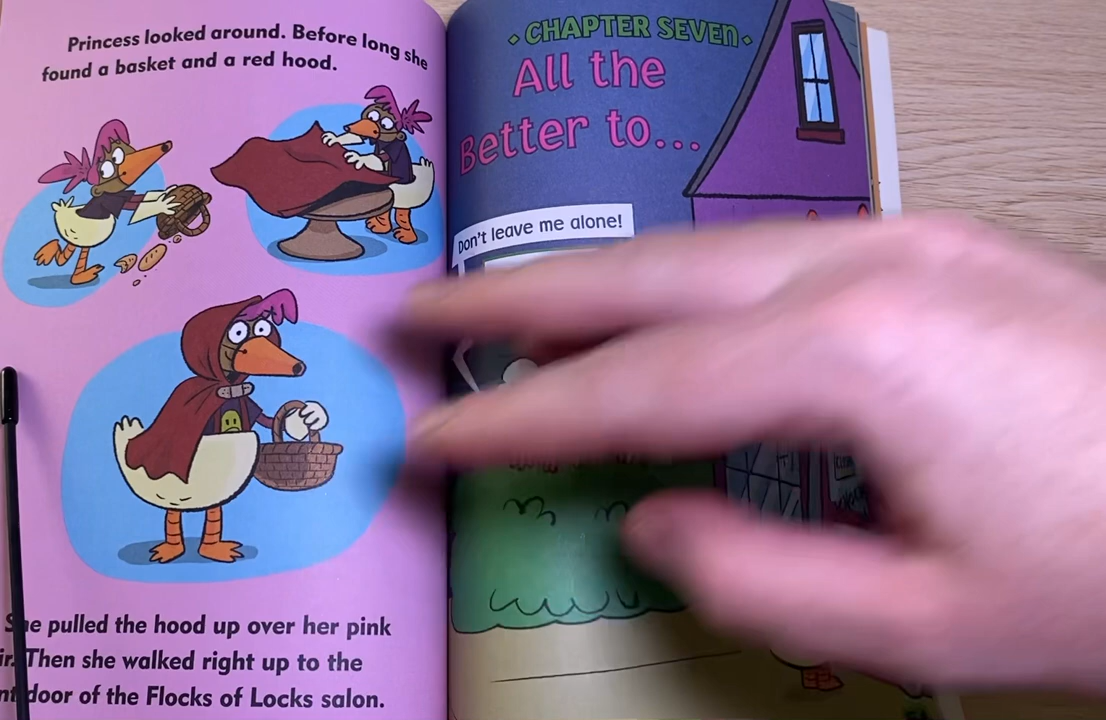 Princess looked around. Before long she
found a basket and a red hood.
She pulled the hood up over her pink
Then she walked right up to the
door of the Flocks of Locks salon.
• CHAPTER SEVEN •
All the
Better to...
Don't leave me alone!